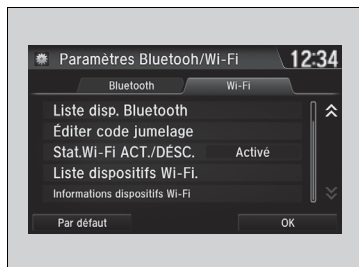 Paramètres Bluetooh/Wi-Fi 12:34
Bluetooth Wi-Fi
Liste disp. Bluetooth
Éditer code jumelage
Stat.Wi-Fi ACT./DÉSC. Activé
Liste dispositifs Wi-Fi.
Informations dispositifs Wi-Fi
Par défaut OK